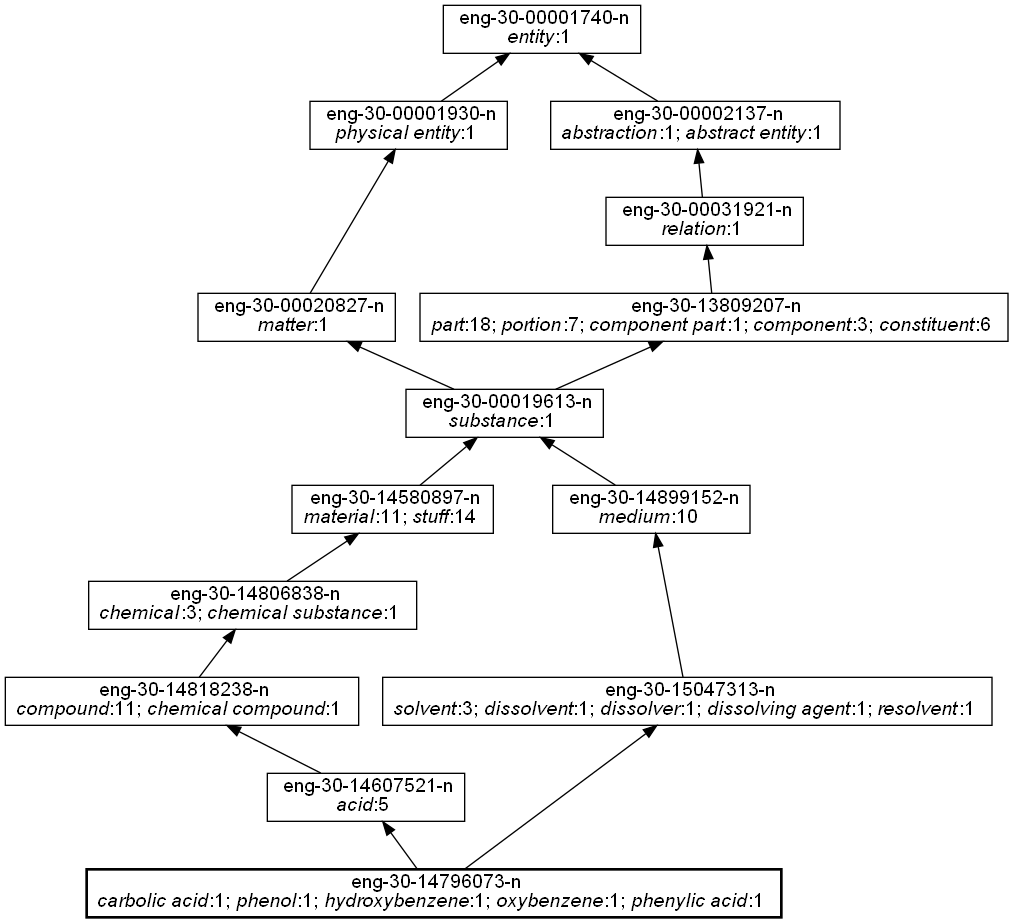 eng-30-00001740-n
entity:1
eng-30-00001930-n
physical entity:1
eng-30-00002137-n
abstraction:1; abstract entity:1
eng-30-00031921-n
relation:1
eng-30-00020827-n
matter:1
eng-30-13809207-n
part:18; portion:7; component part:1; component:3; constituent:6
eng-30-00019613-n
substance:1
eng-30-14580897-n
material:11; stuff:14
eng-30-14899152-n
medium:10
eng-30-14806838-n
chemical:3; chemical substance:1
eng-30-14818238-n
compound:11; chemical compound:1
eng-30-15047313-n
solvent:3; dissolvent:1; dissolver:1; dissolving agent:1; resolvent:1
eng-30-14607521-n
acid:5
eng-30-14796073-n
carbolic acid:1; phenol:1; hydroxybenzene:1; oxybenzene:1; phenylic acid:1